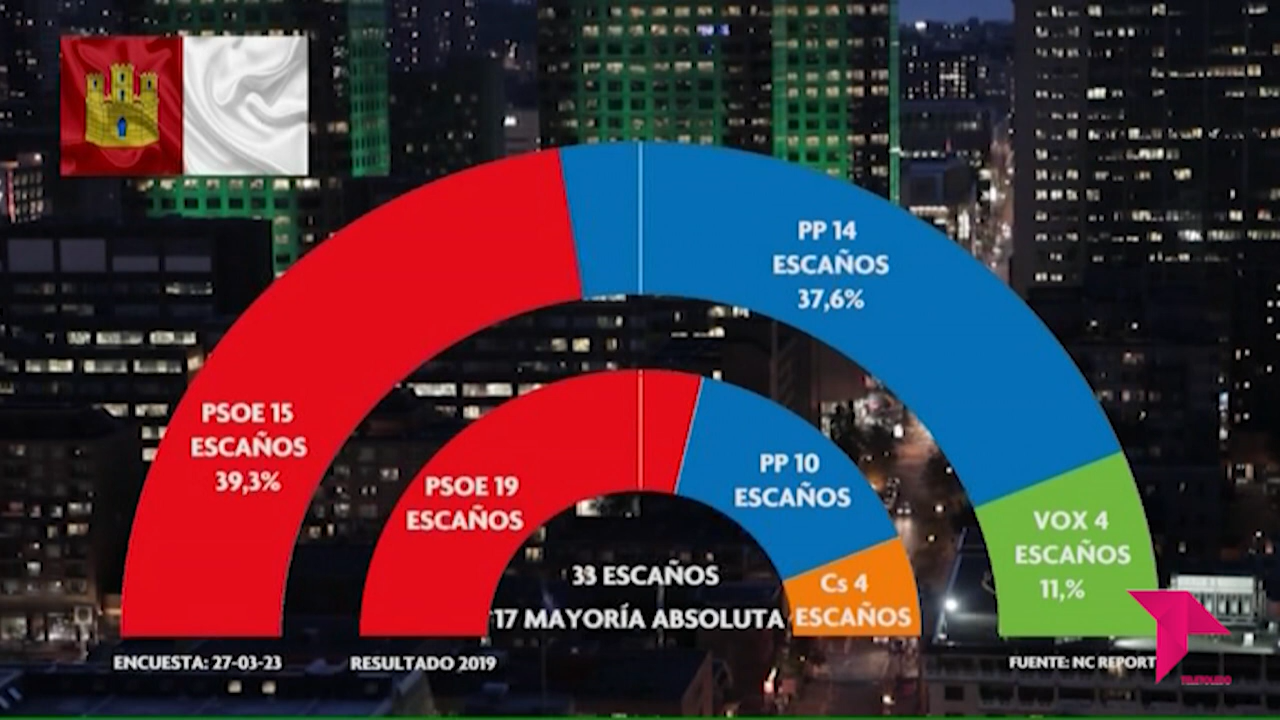 PP 14
ESCAÑOS
37,6%
PSOE 15
ESCAÑOS
39,3%
PSOE 19
ESCAÑOS
PP 10
ESCAÑOS
VOX 4
ESCAÑOS
11,%
Cs 4
ESCAÑOS
33 ESCAÑOS
17 MAYORÍA ABSOLUTA
ENCUESTA: 27-03-23
RESULTADO 2019
FUENTE: NC REPORT
TELETOLEDO